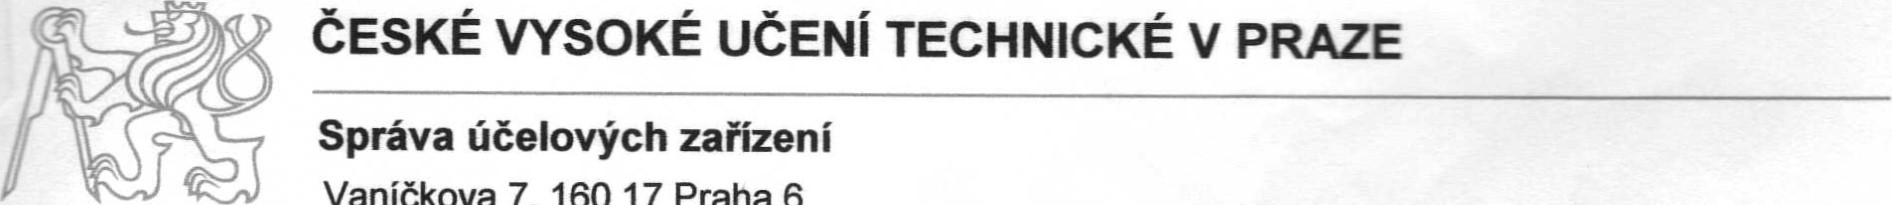 ČESKÉ VYSOKÉ UČENÍ TECHNICKÉ V PRAZE
Správa účelových zařízení
Vaníčkova 7, 160 17 Praha 6